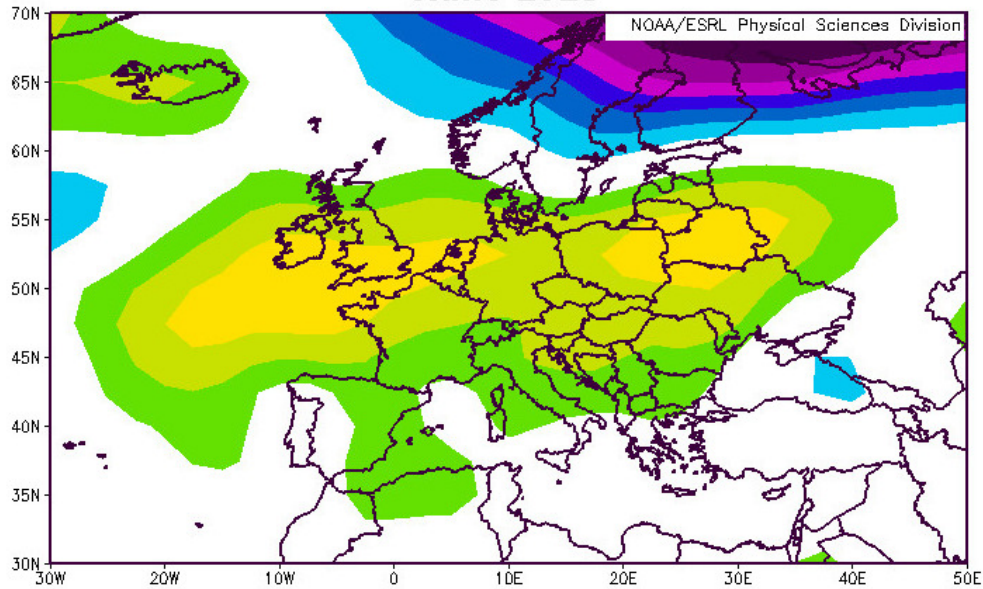 NOAA/ESRL Physical Sciences Division
70N
65N
60N
55N
50N
45N
40N
35N
30N
30W 20W 10W 0 10E 20E 30E 40E 50E